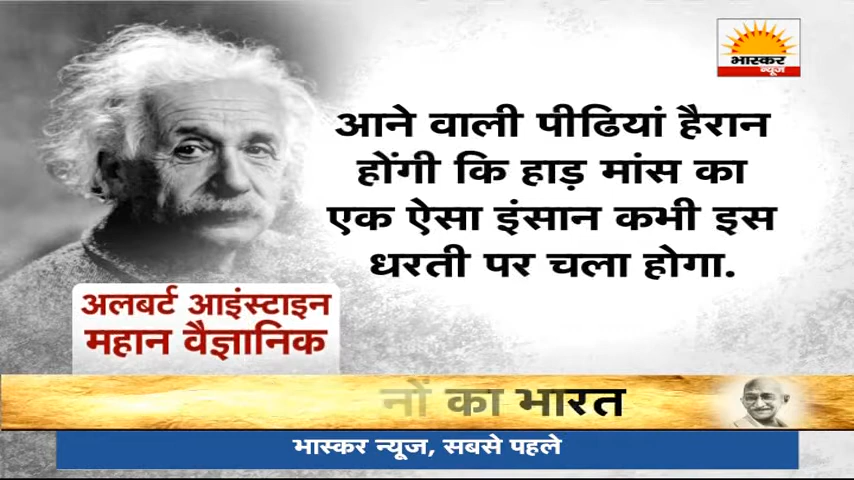 भास्कर
न्यूज़
आने वाली पीढियां हैरान
होंगी कि हाड़ मांस का
एक ऐसा इंसान कभी इस
धरती पर चला होगा.
अलबर्ट आइंस्टाइन
महान वैज्ञानिक
नों का भारत
भास्कर न्यूज, सबसे पहले